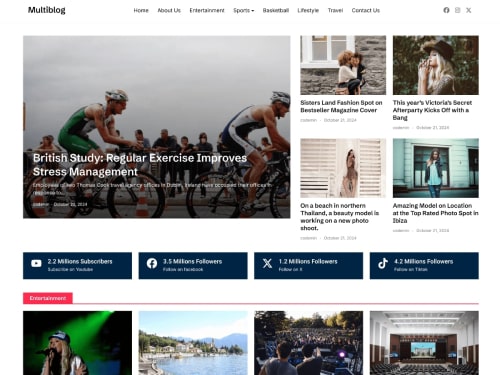 Multiblog
Home About Us Entertainment Sports Basketball Lifestyle Travel Contact Us
British Study: Regular Exercise Improves
Stress Management
Employees of two Thomas Cook travel agency offices in Dublin, Ireland have occupied their offices in
response to…
codemin - October 22, 2024
Sisters Land Fashion Spot on
Bestseller Magazine Cover
codemin - October 21, 2024
This year's Victoria's Secret
Afterparty Kicks Off with a
Bang
codemin - October 21, 2024
On a beach in northern
Thailand, a beauty model is
working on a new photo
shoot.
codemin - October 21, 2024
Amazing Model on Location
at the Top Rated Photo Spot in
Ibiza
codemin - October 21, 2024
2.2 Millions Subscribers
Subscribe on Youtube
3.5 Millions Followers
Follow on Facebook
1.2 Millions Followers
Follow on X
4.2 Millions Followers
Follow on Tiktok
Entertainment